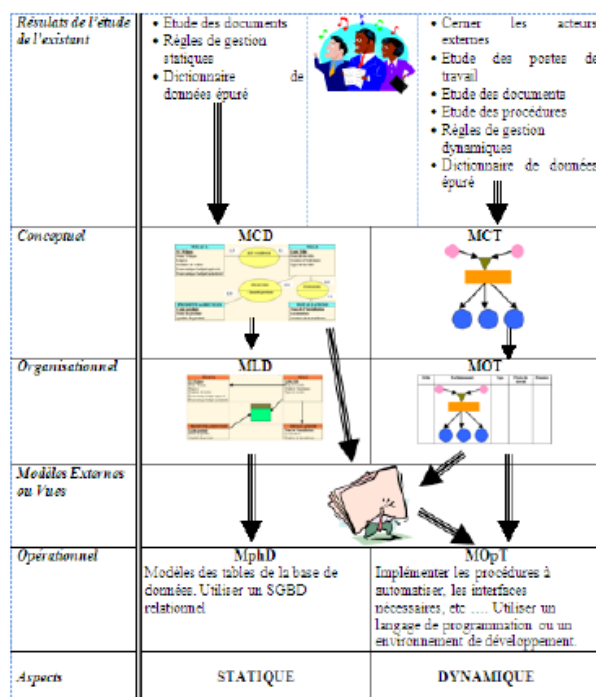 Résulats de l'étude
de l'existant
• Etude des documents
• Règles de gestion
statiques
• Dictionnaire de
données épuré
• Cerner les acteurs
externes
• Etude des postes de
travail
• Etude des documents
• Etude des procédures
• Règles de gestion
dynamiques
• Dictionnaire de données
épuré
Conceptuel
MCD
MCT
Organisationnel
MLD
MOT
Modèles Externes
ou Vues
Opérationnel
MphD
Modèles des tables de la base de
données. Utiliser un SGBD
relationnel
MOpT
Implémenter les procédures à
automatiser, les interfaces
nécessaires, etc .... Utiliser un
langage de programmation ou un
environnement de développement.
Aspects
STATIQUE
DYNAMIQUE